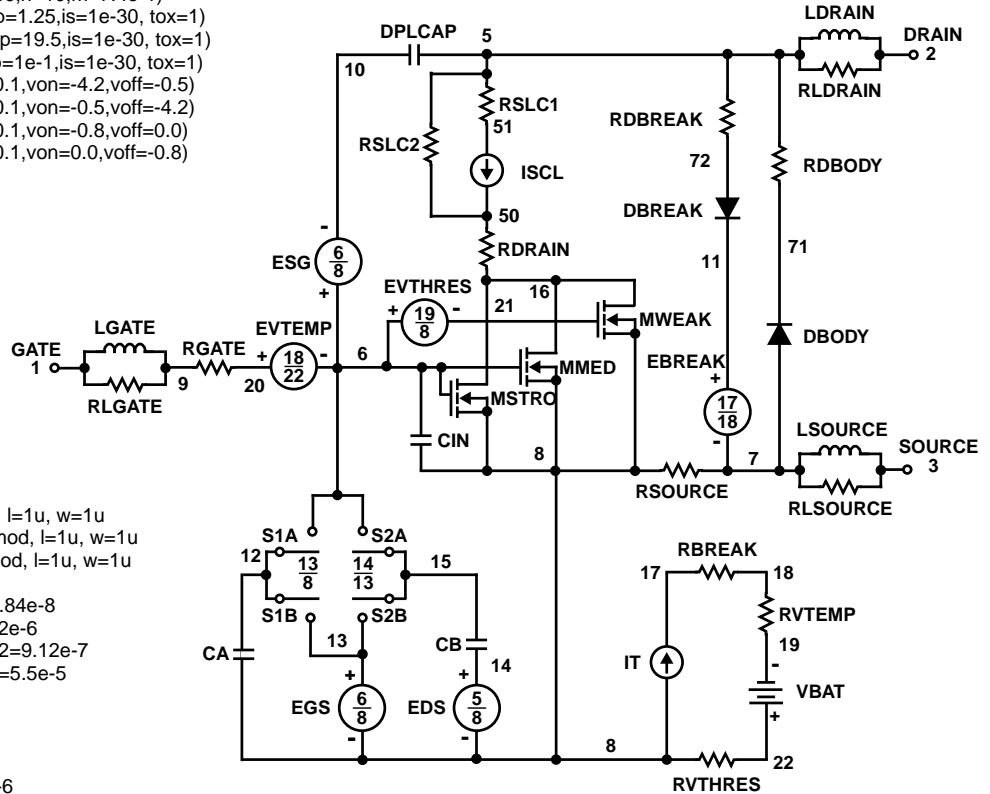 p=1.25,is=1e-30, tox=1)
p=19.5,is=1e-30, tox=1)
=1e-1,is=1e-30, tox=1)
0.1,von=-4.2,voff=-0.5)
0.1,von=-0.5,voff=-4.2)
0.1,von=-0.8,voff=0.0)
0.1,von=0.0,voff=-0.8)
LDRAIN
DPLCAP
5
DRAIN
2
10
RLDRAIN
RSLC1
51
RSLC2
RDBREAK
72
RDBODY
ISCL
50
DBREAK
RDRAIN
11
71
ESG
6
8
-
+
EVTHRES
+
19
8
-
16
21
MWEAK
LGATE
EVTEMP
GATE
1
RGATE
+
18
22
-
6
MMED
EBREAK
DBODY
9
20
RLGATE
MSTRO
+
17
18
-
CIN
8
LSOURCE
SOURCE
3
7
RSOURCE
RLSOURCE
l=1u, w=1u
mod, l=1u, w=1u
od, l=1u, w=1u
S1A
S2A
12
13
8
14
13
15
RBREAK
17
18
.84e-8
2e-6
2=9.12e-7
=5.5e-5
S1B
S2B
RVTEMP
13
CB
19
CA
14
IT
-
VBAT
+
+
EGS
6
8
-
+
EDS
5
8
-
8
22
RVTHRES
-6